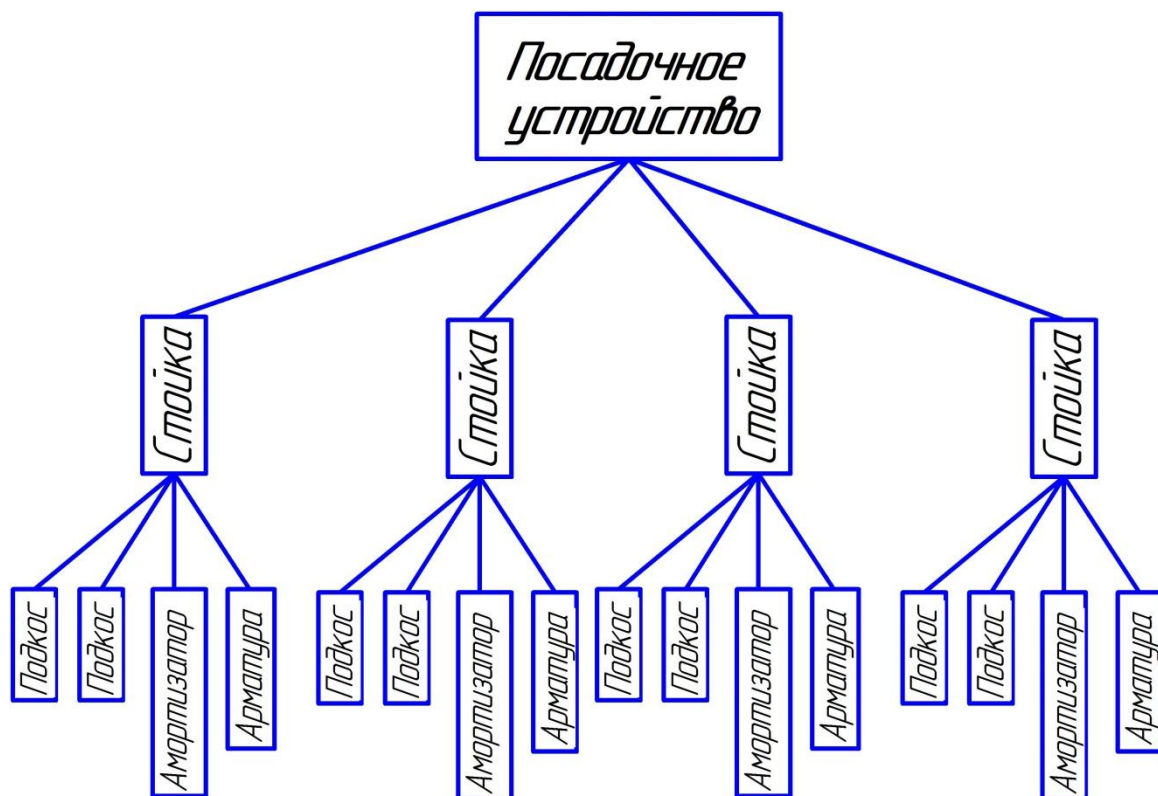 Посадочное
устройство
Стойка
Стойка
Стойка
Стойка
Подкос
Подкос
Амортизатор
Арматура
Подкос
Подкос
Амортизатор
Арматура
Подкос
Подкос
Амортизатор
Арматура
Подкос
Подкос
Амортизатор
Арматура